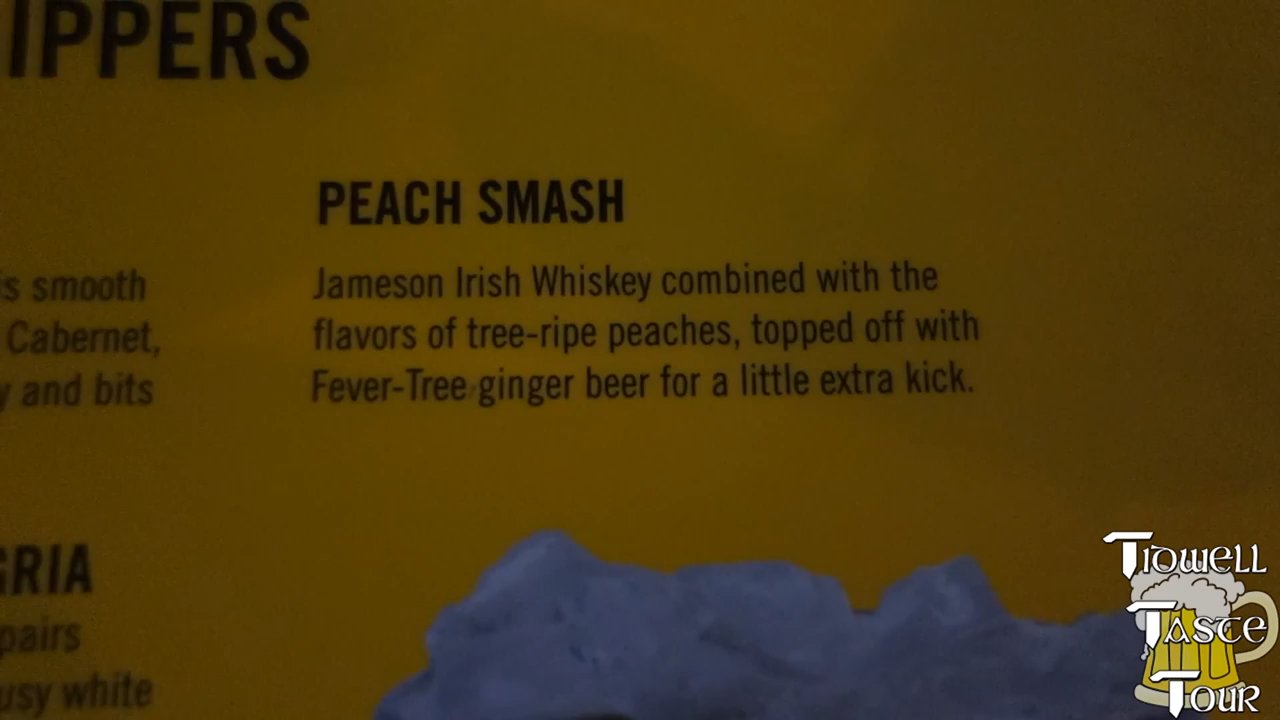 IPPERS
PEACH SMASH
Jameson Irish Whiskey combined with the
flavors of tree-ripe peaches, topped off with
Fever-Tree ginger beer for a little extra kick.
is smooth
Cabernet,
y and bits
GRIA
pairs
usy white
Tidwell
Taste
Tour